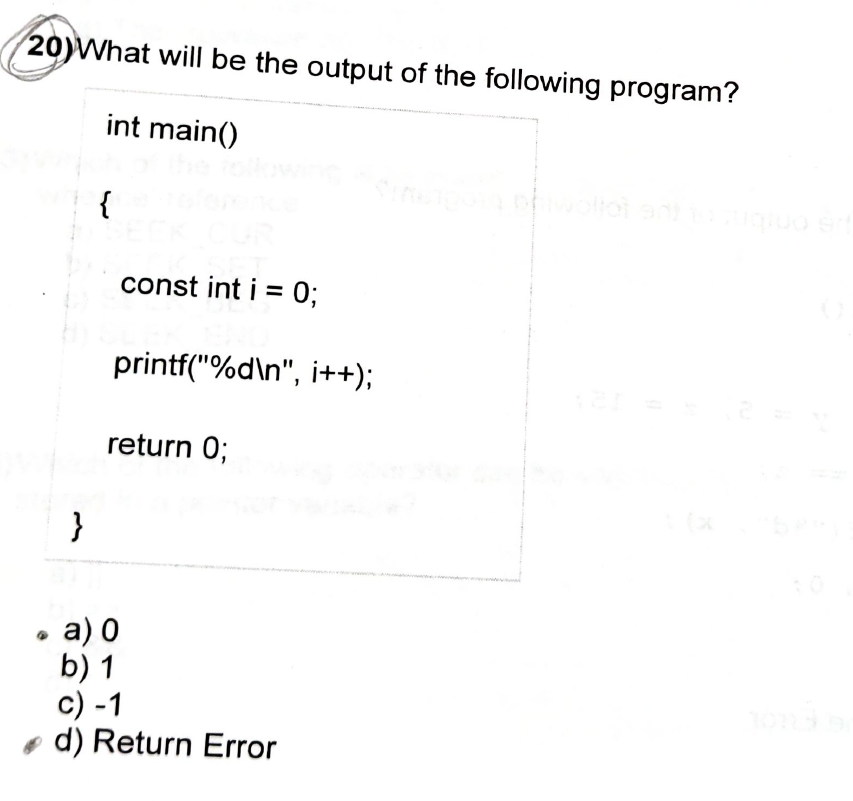 20)What will be the output of the following program?
int main()
{
const int i = 0;
printf("%d\n", i++);
return 0;
}
a) 0
b) 1
c) -1
d) Return Error